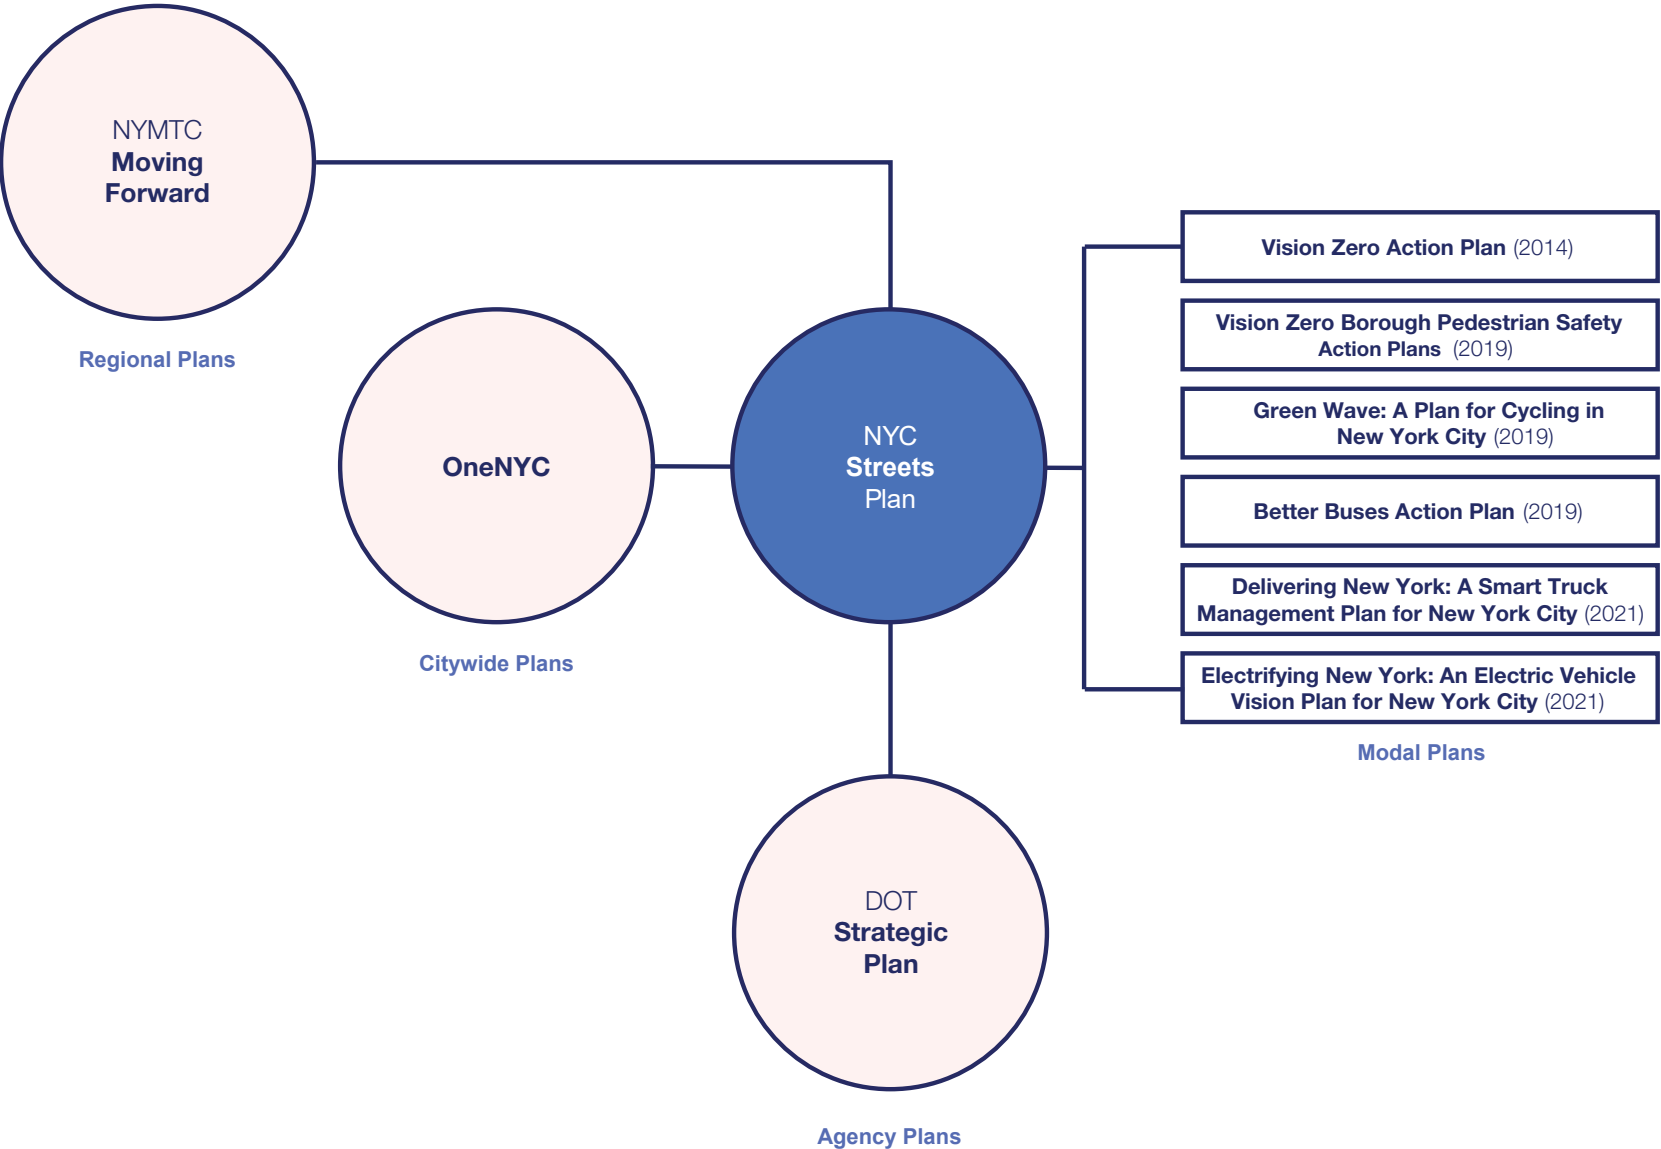 NYMTC
Moving
Forward
Regional Plans
OneNYC
Citywide Plans
NYC
Streets
Plan
DOT
Strategic
Plan
Agency Plans
Vision Zero Action Plan (2014)
Vision Zero Borough Pedestrian Safety
Action Plans (2019)
Green Wave: A Plan for Cycling in
New York City (2019)
Better Buses Action Plan (2019)
Delivering New York: A Smart Truck
Management Plan for New York City (2021)
Electrifying New York: An Electric Vehicle
Vision Plan for New York City (2021)
Modal Plans